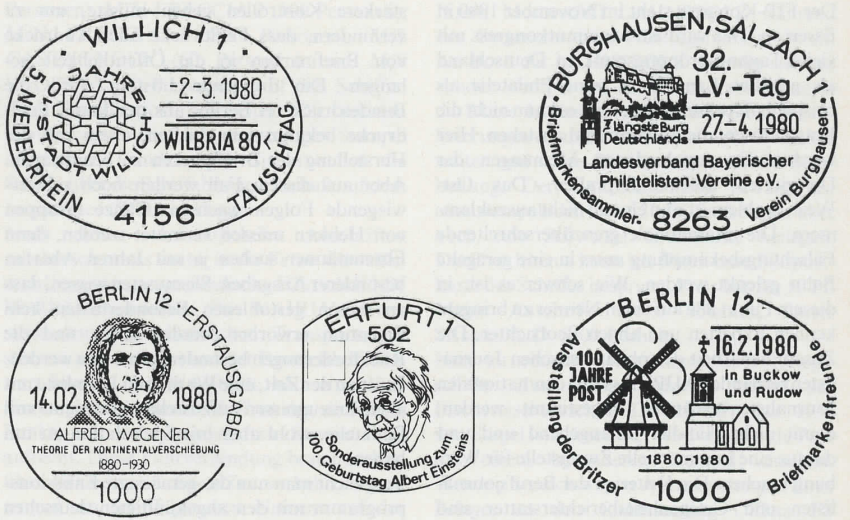 · WILLICH 1 ·
2.-3.3.1980
10 JAHRE STADT WILLICH
›WILBRIA 80‹
5. NIEDERRHEIN TAUSCHTAG
4156
BURGHAUSEN, SALZACH
32.
LV.-Tag
27.4.1980
längste Burg
Deutschlands
Landesverband Bayerischer
Philatelisten-Vereine e.V.
Briefmarkensammler- Verein Burghausen
8263
BERLIN 12 · ERSTAUSGABE
14.02. 1980
ALFRED WEGENER
THEORIE DER KONTINENTALVERSCHIEBUNG
1880-1930
1000
ERFURT 1
502
Sonderausstellung zum
10. Geburtstag Albert Einsteins
BERLIN 12
100
JAHRE
POST
16.2.1980
in Buckow
und Rudow
1880-1980
Ausstellung der Britzer Briefmarkenfreunde
1000